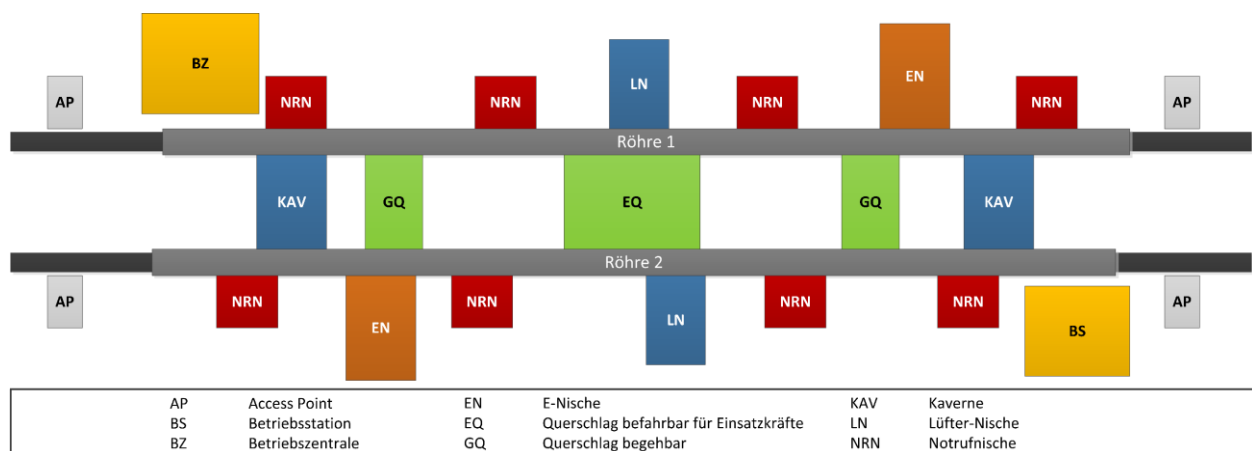 BZ
AP
NRN
NRN
LN
NRN
EN
NRN
AP
Röhre 1
KAV
GQ
EQ
GQ
KAV
Röhre 2
AP
NRN
EN
NRN
LN
NRN
NRN
BS
AP
AP Access Point EN E-Nische KAV Kaverne
BS Betriebsstation EQ Querschlag befahrbar für Einsatzkräfte LN Lüfter-Nische
BZ Betriebszentrale GQ Querschlag begehbar NRN Notrufnische